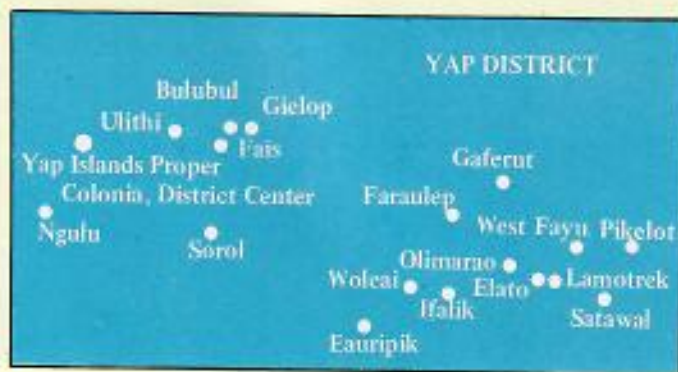 YAP DISTRICT
Bulubul
Gielop
Ulithi
Fais
Yap Islands Proper
Colonia, District Center
Gaferut
Faraulep
Ngulu
Sorol
West Fayu
Pikelot
Olimarao
Woleai
Elato
Lamotrek
Ifalik
Satawal
Eauripik